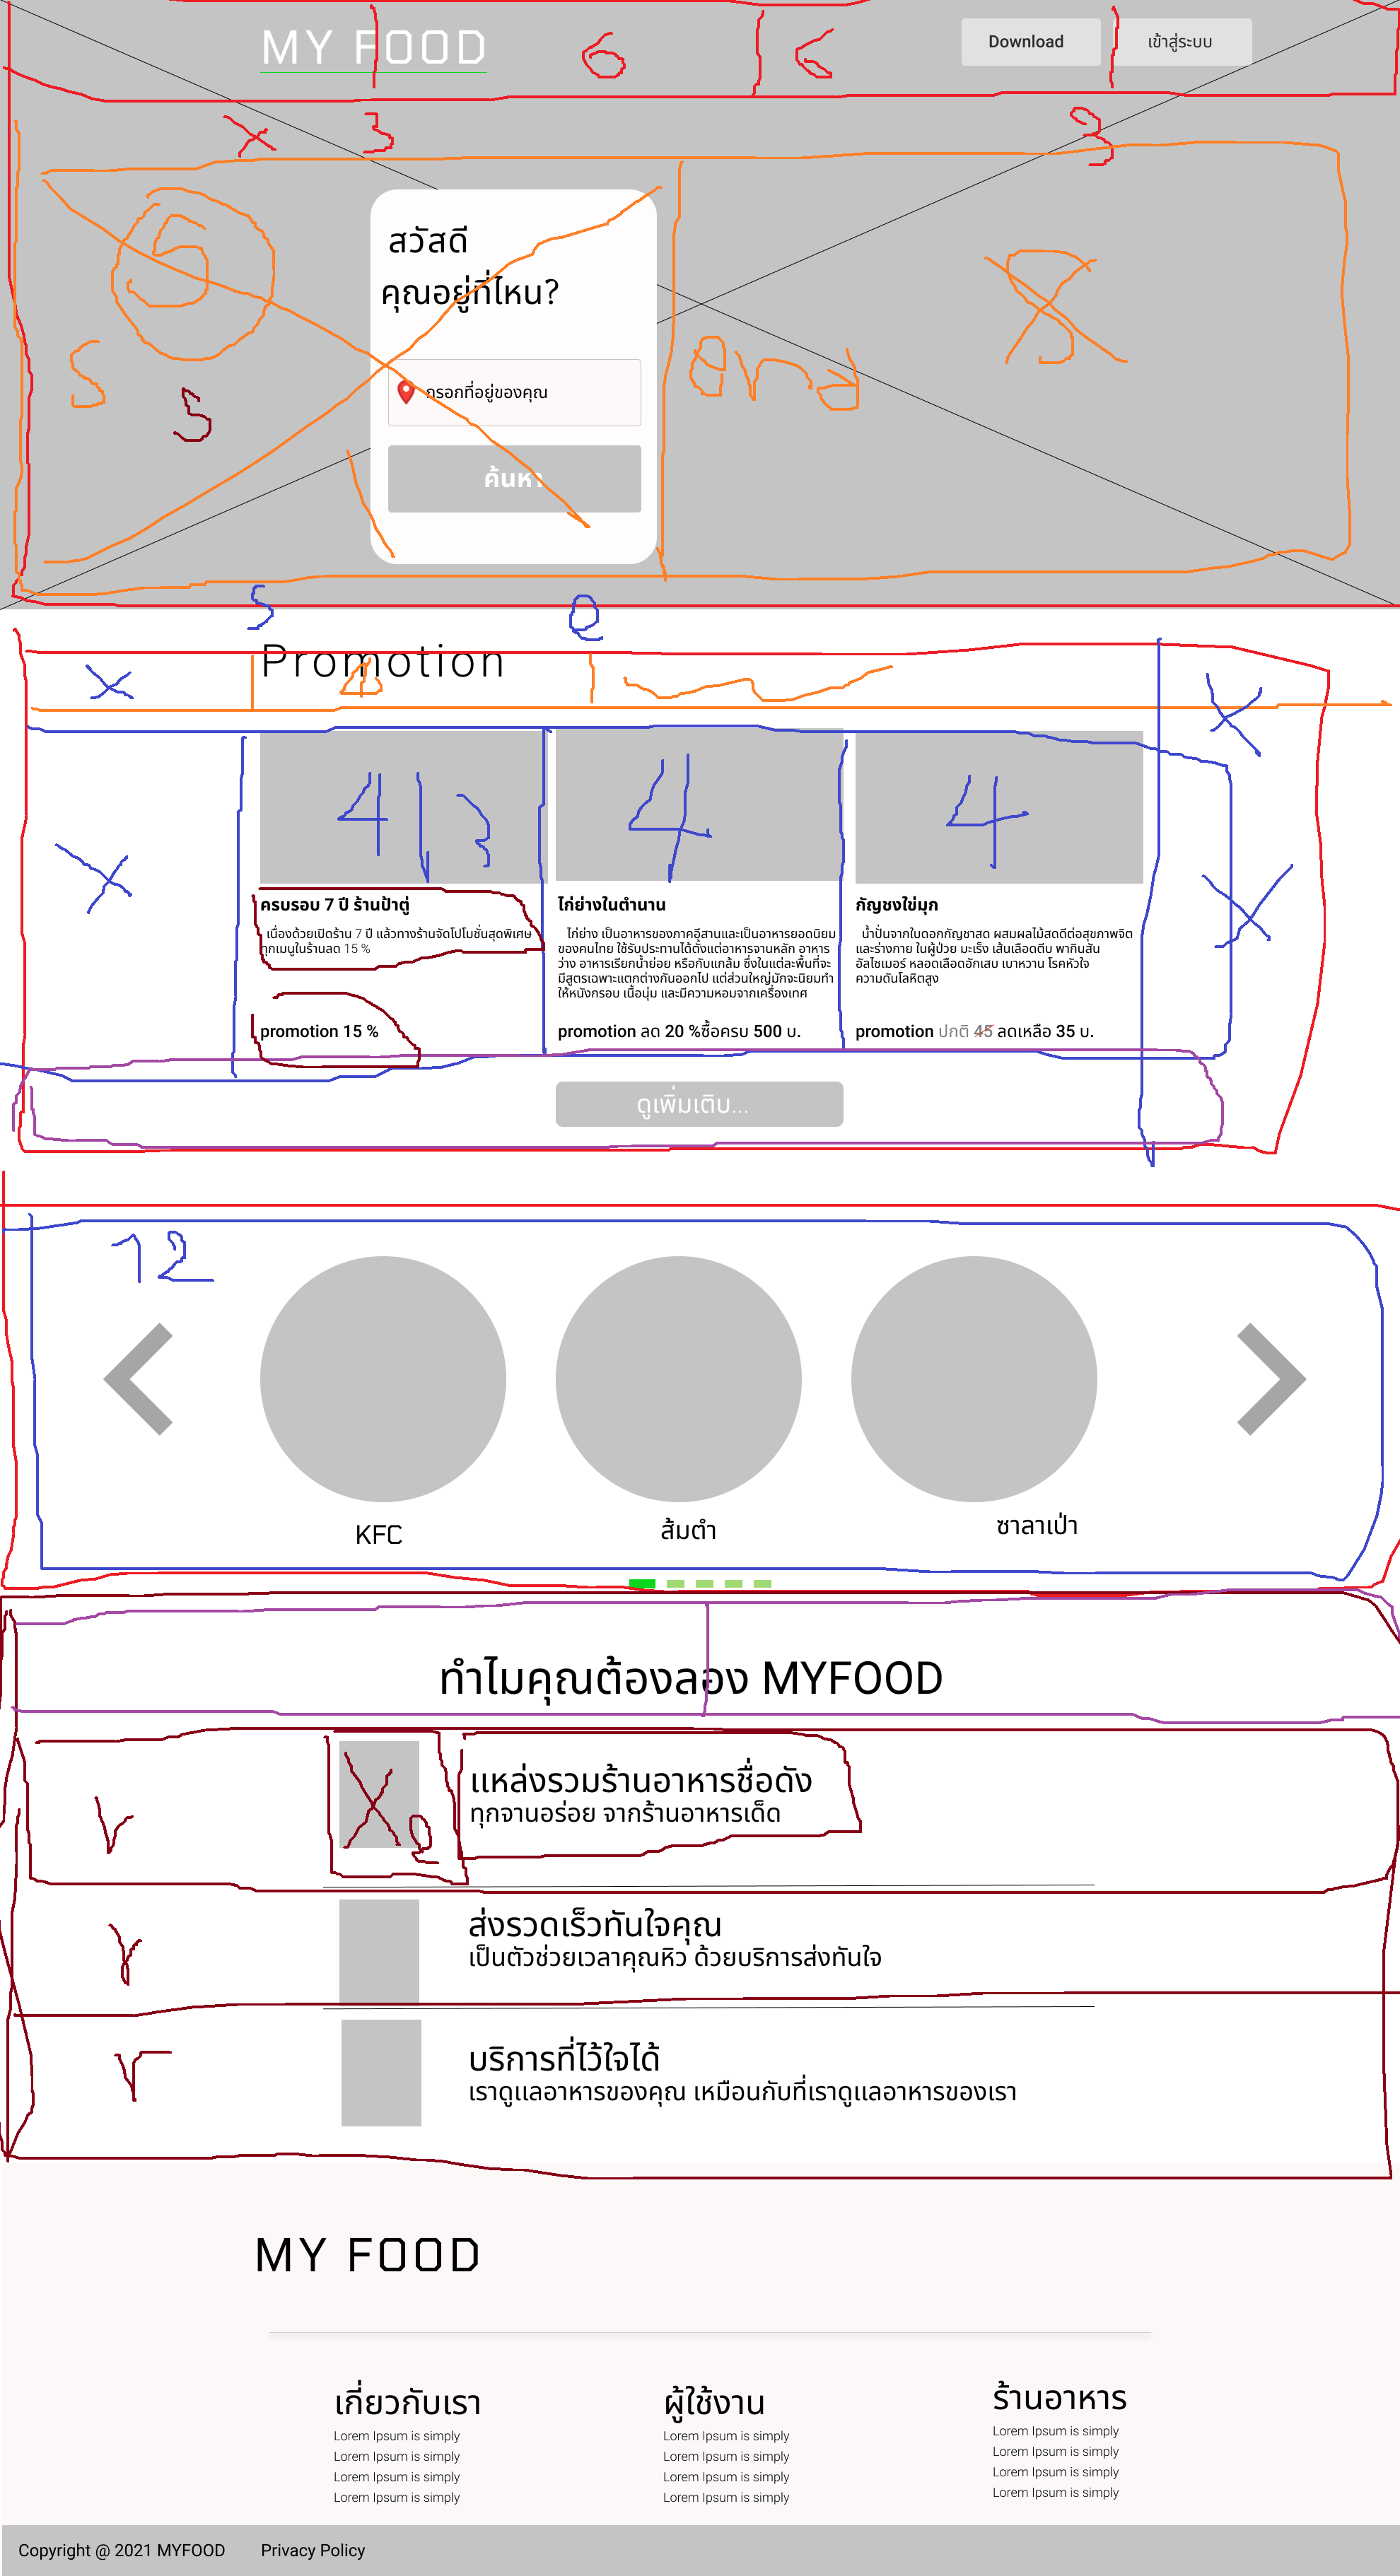 MY FOOD
Download
เข้าสู่ระบบ
6
3
3
สวัสดี
คุณอยู่ที่ไหน?
กรอกที่อยู่ของคุณ
ค้นหา
S
S
end
S
e
Promotion
4
4 3
4
4
ครบรอบ 7 ปี ร้านป้าตู่
เนื่องด้วยเปิดร้าน 7 ปี แล้วทางร้านจัดโปโมชั่นสุดพิเศษ
ทุกเมนูในร้านลด 15 %
promotion 15 %
ไก่ย่างในตำนาน
ไก่ย่าง เป็นอาหารของภาคอีสานและเป็นอาหารยอดนิยม
ของคนไทย ใช้รับประทานได้ตั้งแต่อาหารจานหลัก อาหาร
ว่าง อาหารเรียกน้ำย่อย หรือกับแกล้ม ซึ่งในแต่ละพื้นที่จะ
มีสูตรเฉพาะแตกต่างกันออกไป แต่ส่วนใหญ่มักจะนิยมทำ
ให้หนังกรอบ เนื้อนุ่ม และมีความหอมจากเครื่องเทศ
promotion ลด 20 %ซื้อครบ 500 บ.
กัญชงไข่มุก
น้ำปั่นจากใบดอกกัญชาสด ผสมผลไม้สดดีต่อสุขภาพจิต
และร่างกาย ในผู้ป่วย มะเร็ง เส้นเลือดตีบ พากินสัน
อัลไซเมอร์ หลอดเลือดอักเสบ เบาหวาน โรคหัวใจ
ความดันโลหิตสูง
promotion ปกติ 45 ลดเหลือ 35 บ.
ดูเพิ่มเติบ...
12
KFC
ส้มตำ
ซาลาเปา
ทำไมคุณต้องลอง MYFOOD
แหล่งรวมร้านอาหารชื่อดัง
ทุกจานอร่อย จากร้านอาหารเด็ด
ส่งรวดเร็วทันใจคุณ
เป็นตัวช่วยเวลาคุณหิว ด้วยบริการส่งทันใจ
บริการที่ไว้ใจได้
เราดูแลอาหารของคุณ เหมือนกับที่เราดูแลอาหารของเรา
MY FOOD
เกี่ยวกับเรา
Lorem Ipsum is simply
Lorem Ipsum is simply
Lorem Ipsum is simply
Lorem Ipsum is simply
ผู้ใช้งาน
Lorem Ipsum is simply
Lorem Ipsum is simply
Lorem Ipsum is simply
Lorem Ipsum is simply
ร้านอาหาร
Lorem Ipsum is simply
Lorem Ipsum is simply
Lorem Ipsum is simply
Lorem Ipsum is simply
Copyright @ 2021 MYFOOD
Privacy Policy